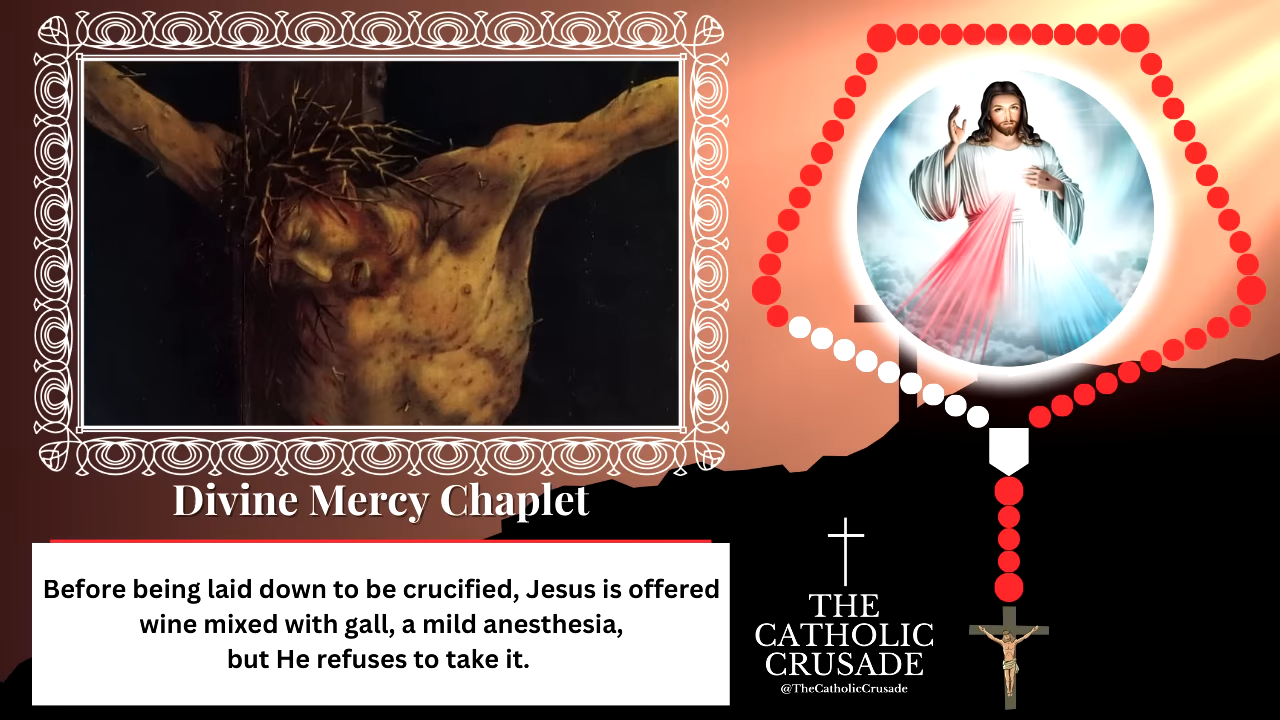 Divine Mercy Chaplet
Before being laid down to be crucified, Jesus is offered
wine mixed with gall, a mild anesthesia,
but He refuses to take it.
THE
CATHOLIC
CRUSADE
@TheCatholicCrusade